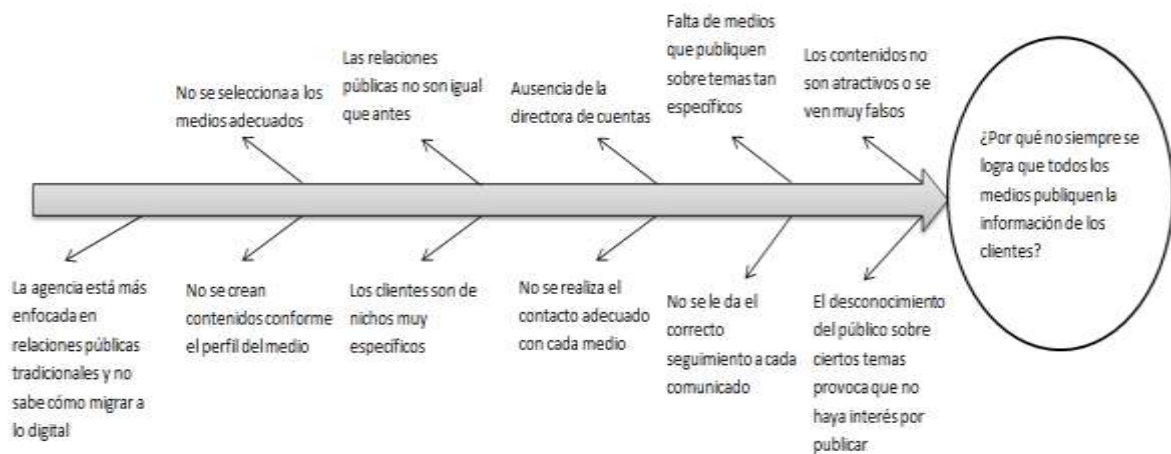 No se selecciona a los
medios adecuados
Las relaciones
públicas no son igual
que antes
Ausencia de la
directora de cuentas
Falta de medios
que publiquen
sobre temas tan
específicos
Los contenidos no
son atractivos o se
ven muy falsos
¿Por qué no siempre se
logra que todos los
medios publiquen la
información de los
clientes?
La agencia está más
enfocada en
relaciones públicas
tradicionales y no
sabe cómo migrar a
lo digital
No se crean
contenidos conforme
el perfil del medio
Los clientes son de
nichos muy
específicos
No se realiza el
contacto adecuado
con cada medio
No se le da el
correcto
seguimiento a cada
comunicado
El desconocimiento
del público sobre
ciertos temas
provoca que no
haya interés por
publicar